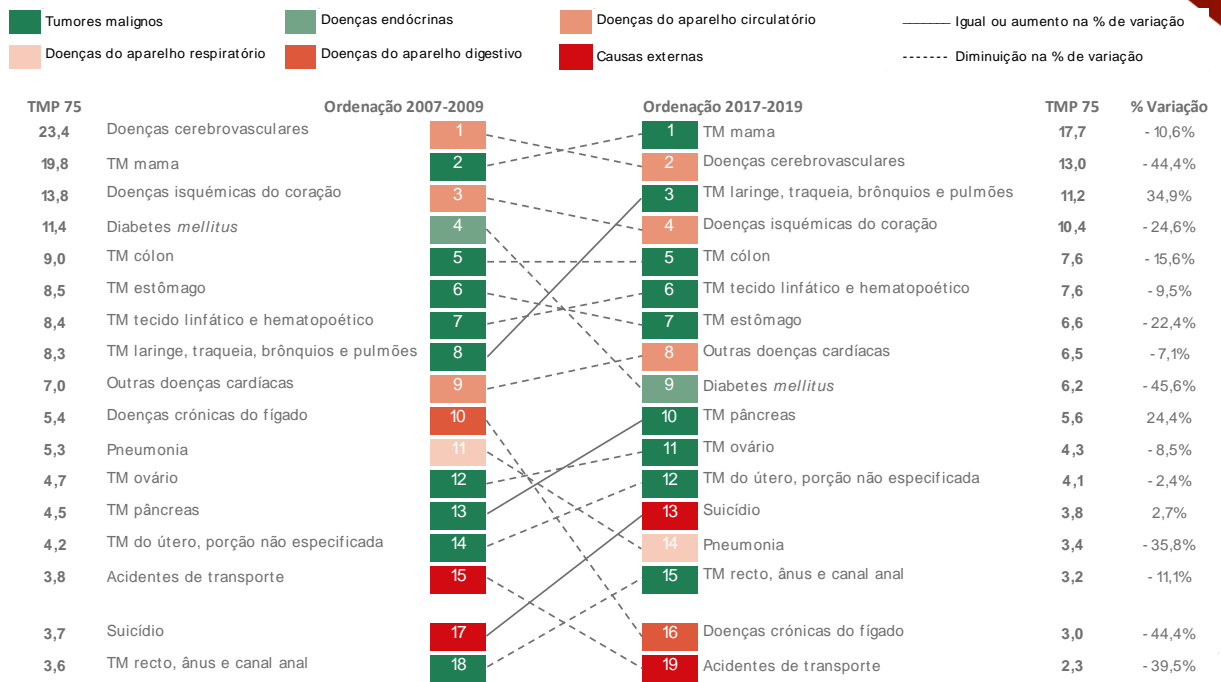 Tumores malignos Doenças endócrinas Doenças do aparelho circulatório Igual ou aumento na % de variação
Doenças do aparelho respiratório Doenças do aparelho digestivo Causas externas Diminuição na % de variação
TMP 75 Ordenação 2007-2009 Ordenação 2017-2019 TMP 75 % Variação
23,4 Doenças cerebrovasculares 1 1 TM mama 17,7 - 10,6%
19,8 TM mama 2 2 Doenças cerebrovasculares 13,0 - 44,4%
13,8 Doenças isquémicas do coração 3 3 TM laringe, traqueia, brônquios e pulmões 11,2 34,9%
11,4 Diabetes mellitus 4 4 Doenças isquémicas do coração 10,4 - 24,6%
9,0 TM cólon 5 5 TM cólon 7,6 - 15,6%
8,5 TM estômago 6 6 TM tecido linfático e hematopoético 7,6 - 9,5%
8,4 TM tecido linfático e hematopoético 7 7 TM estômago 6,6 - 22,4%
8,3 TM laringe, traqueia, brônquios e pulmões 8 8 Outras doenças cardíacas 6,5 - 7,1%
7,0 Outras doenças cardíacas 9 9 Diabetes mellitus 6,2 - 45,6%
5,4 Doenças crónicas do fígado 10 10 TM pâncreas 5,6 24,4%
5,3 Pneumonia 11 11 TM ovário 4,3 - 8,5%
4,7 TM ovário 12 12 TM do útero, porção não especificada 4,1 - 2,4%
4,5 TM pâncreas 13 13 Suicídio 3,8 2,7%
4,2 TM do útero, porção não especificada 14 14 Pneumonia 3,4 - 35,8%
3,8 Acidentes de transporte 15 15 TM recto, ânus e canal anal 3,2 - 11,1%
3,7 Suicídio 17 16 Doenças crónicas do fígado 3,0 - 44,4%
3,6 TM recto, ânus e canal anal 18 19 Acidentes de transporte 2,3 - 39,5%